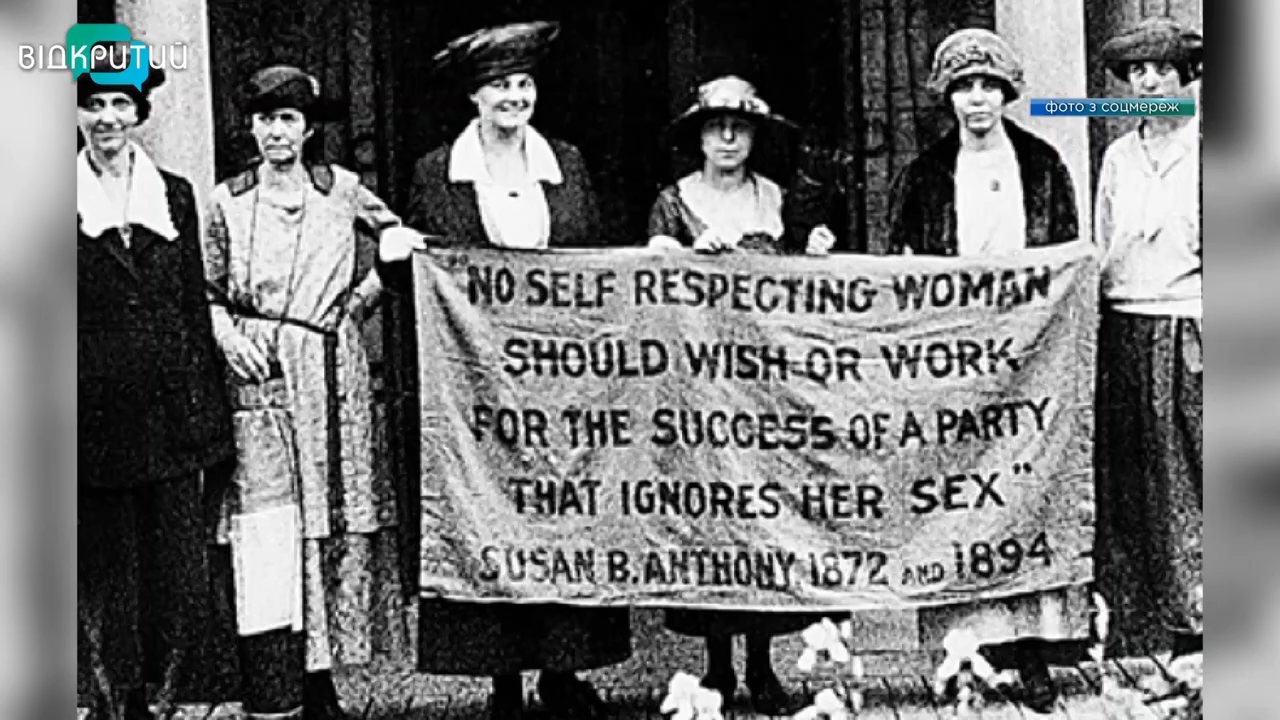 ВІДКРИТИЙ
фото з соцмереж
"NO SELF RESPECTING WOMAN
SHOULD WISH OR WORK
FOR THE SUCCESS OF A PARTY
THAT IGNORES HER SEX"
SUSAN B. ANTHONY 1872 AND 1894